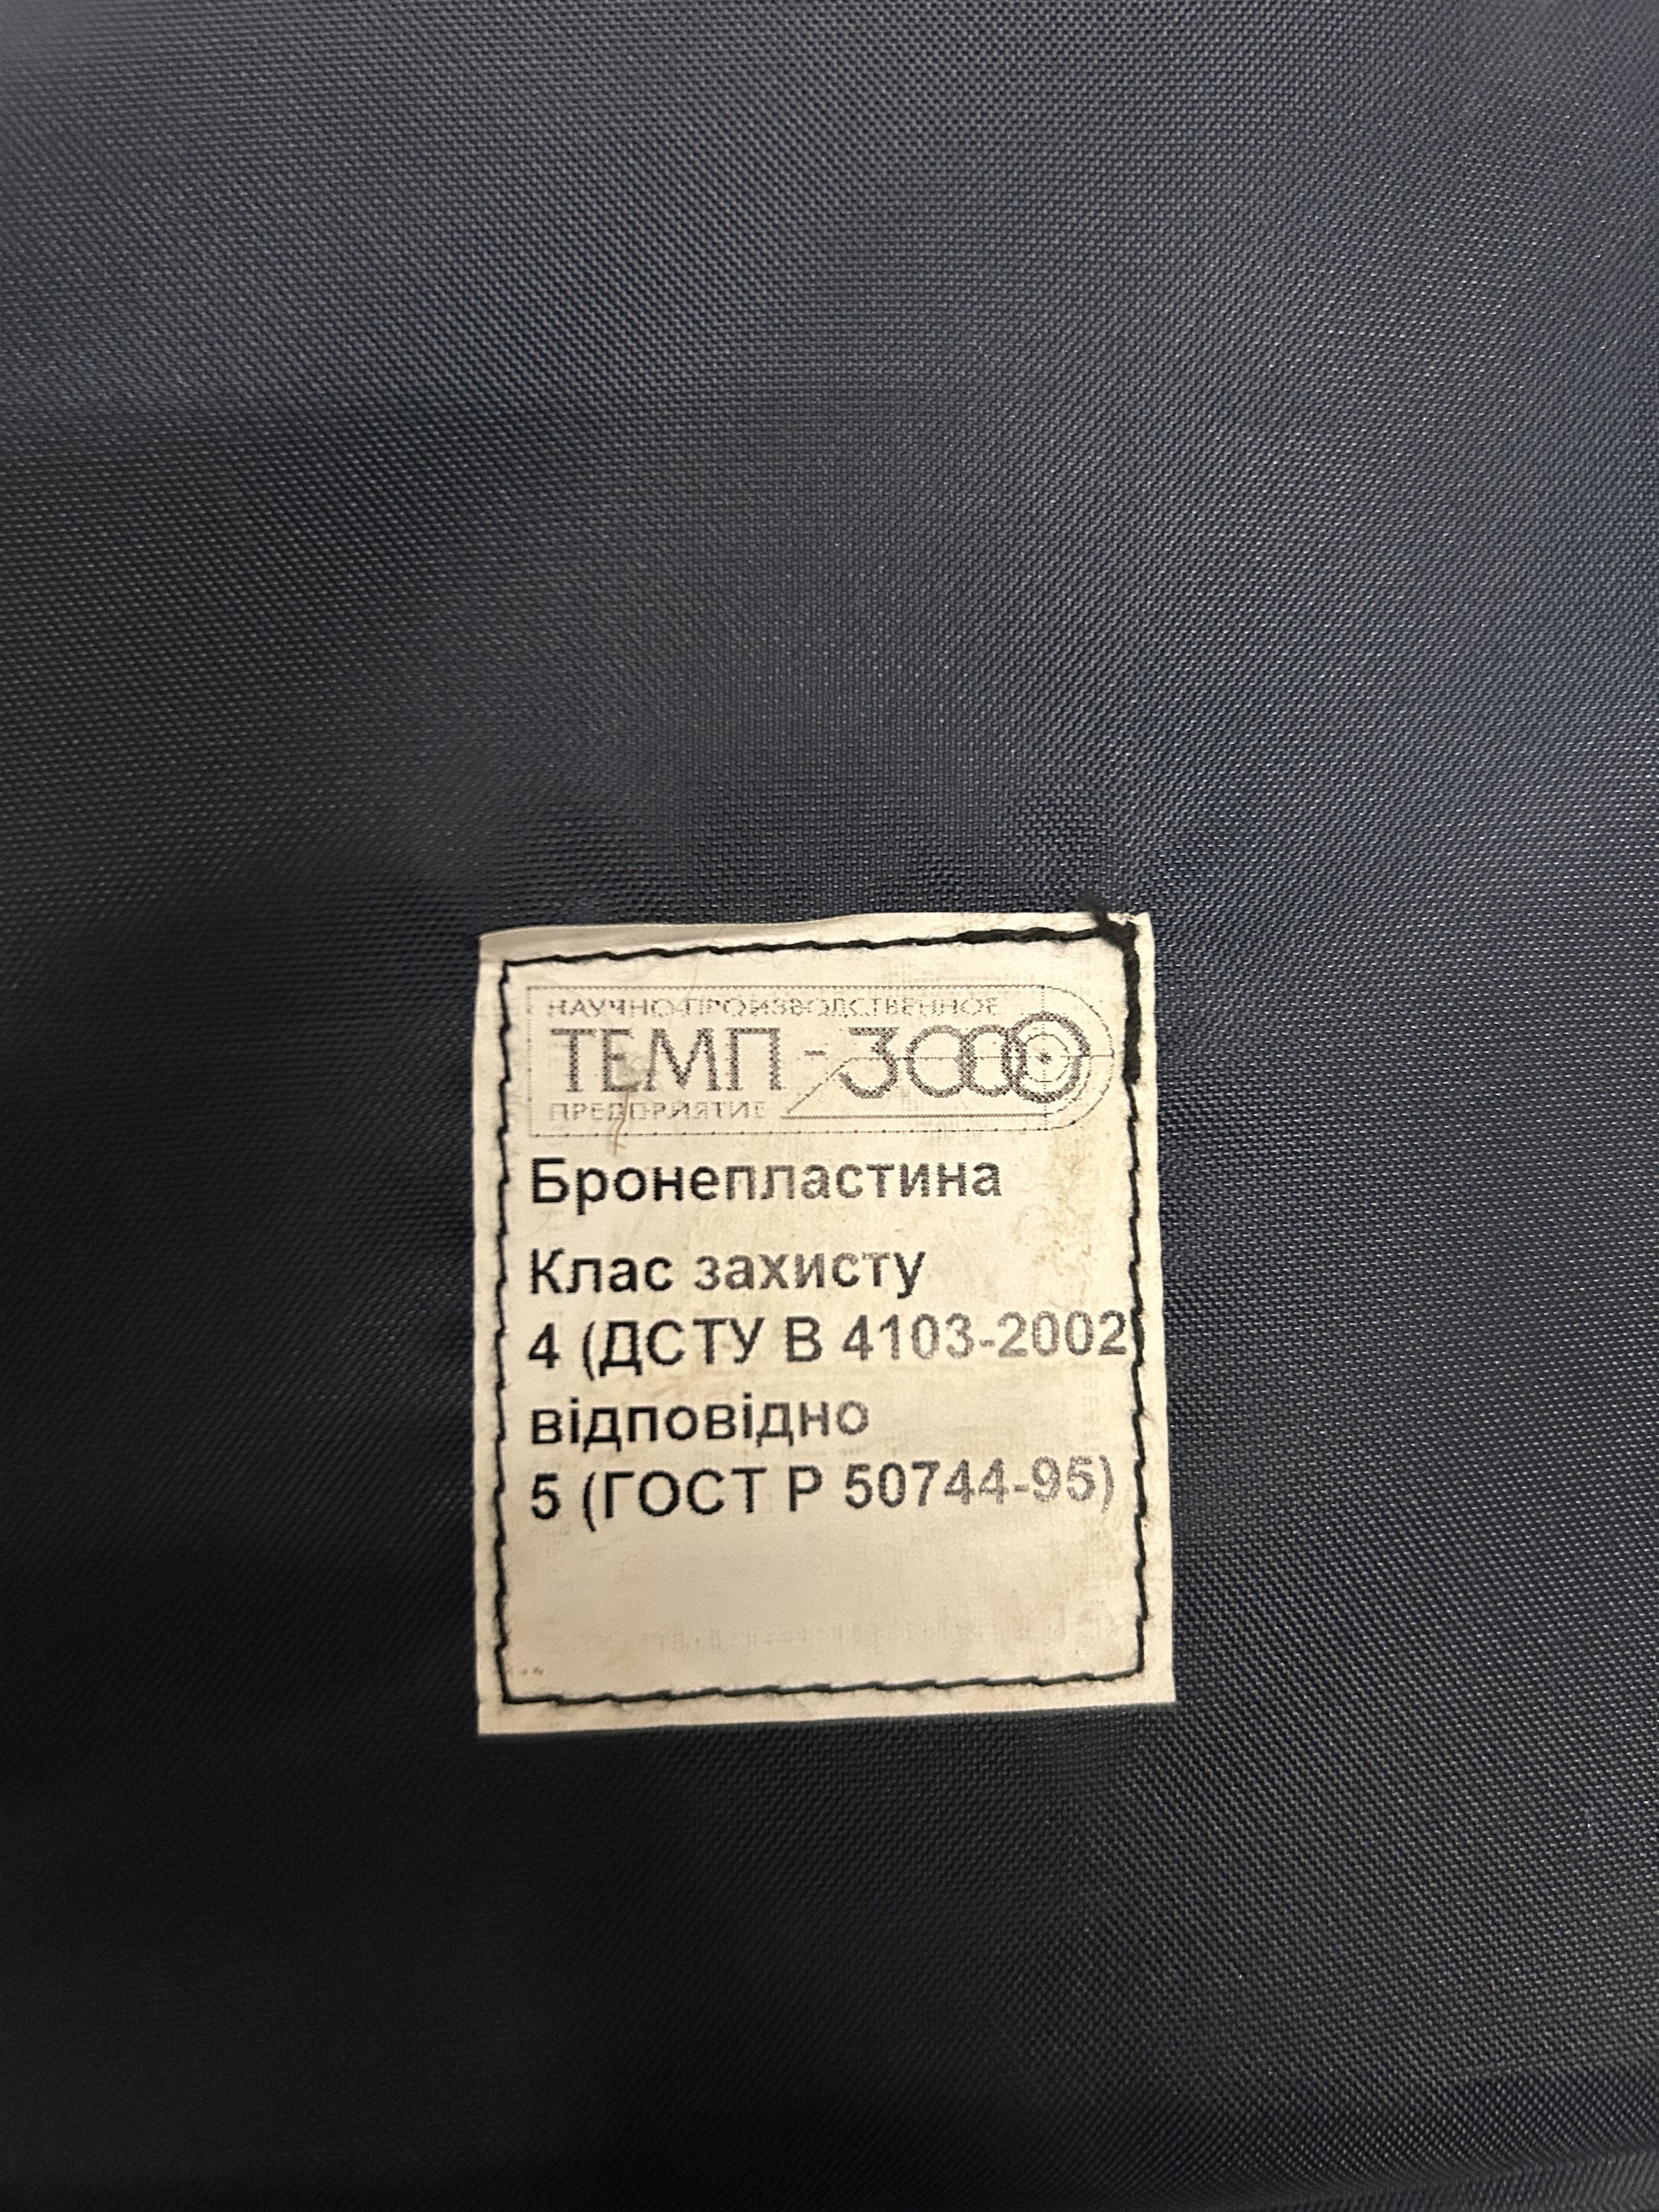 НАУЧНО-ПРОИЗВОДСТВЕННОЕ
ТЕМП - 3000
ПРЕДПРИЯТИЕ
Бронепластина
Клас захисту
4 (ДСТУ В 4103-2002)
відповідно
5 (ГОСТ Р 50744-95)